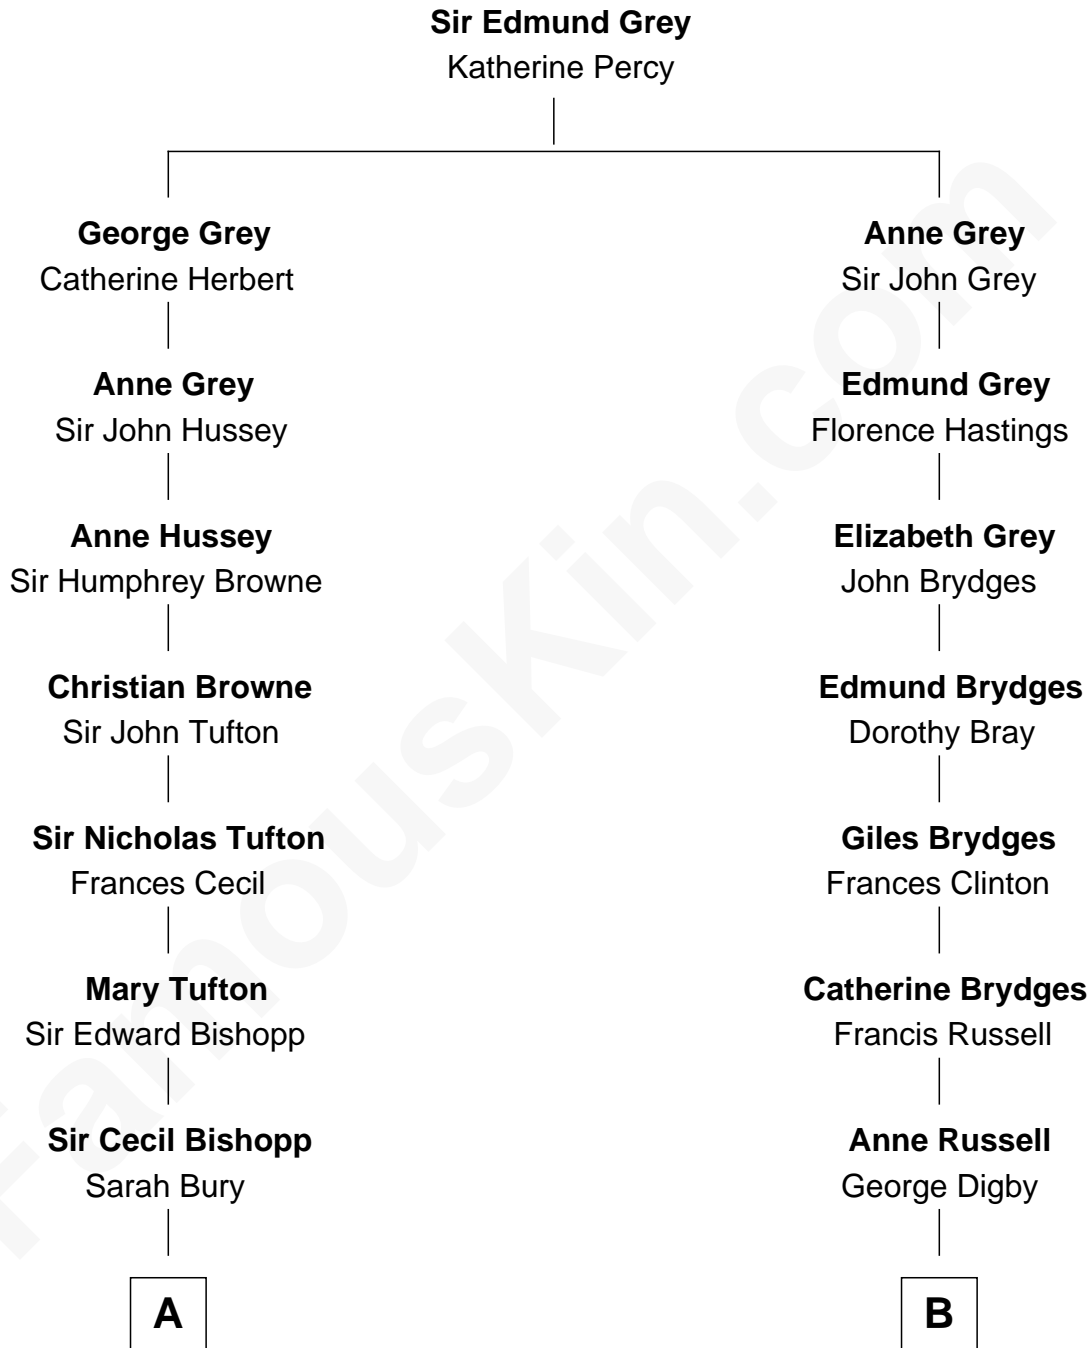 Sir Edmund Grey
Katherine Percy
George Grey
Catherine Herbert
Anne Grey
Sir John Grey
Anne Grey
Sir John Hussey
Edmund Grey
Florence Hastings
Anne Hussey
Sir Humphrey Browne
Elizabeth Grey
John Brydges
Christian Browne
Sir John Tufton
Edmund Brydges
Dorothy Bray
Sir Nicholas Tufton
Frances Cecil
Giles Brydges
Frances Clinton
Mary Tufton
Sir Edward Bishopp
Catherine Brydges
Francis Russell
Sir Cecil Bishopp
Sarah Bury
Anne Russell
George Digby
A
B
FamousKin.com